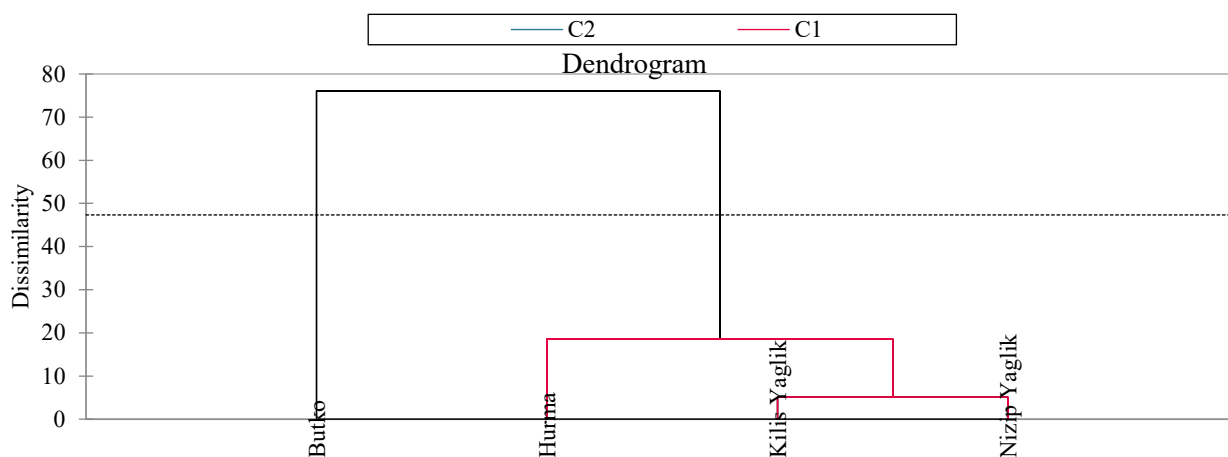 C2 C1
Dendrogram
80
70
60
50
40
30
20
10
0
Dissimilarity
Butko
Hurma
Kilis Yaglik
Nizip Yaglik